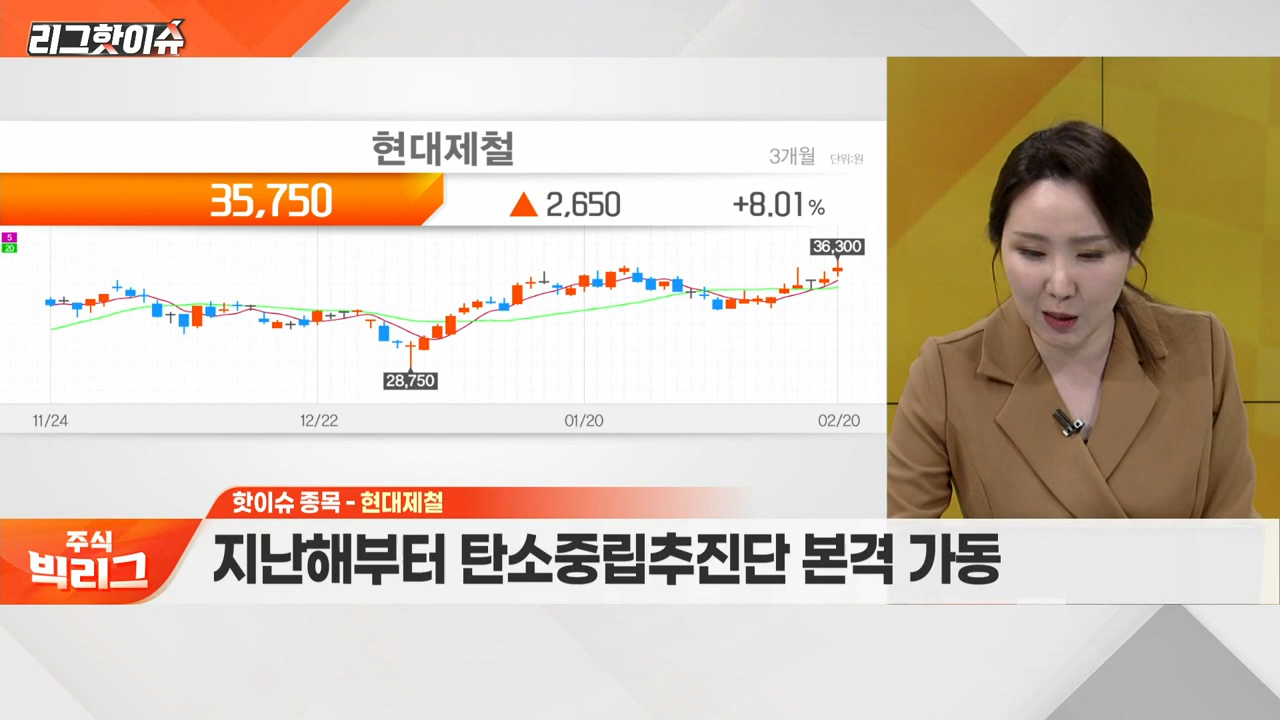 리그핫이슈
현대제철
3개월 단위:원
35,750 ▲ 2,650 +8.01%
5
20
36,300
28,750
11/24 12/22 01/20 02/20
핫이슈 종목 - 현대제철
주식
빅리그
지난해부터 탄소중립추진단 본격 가동